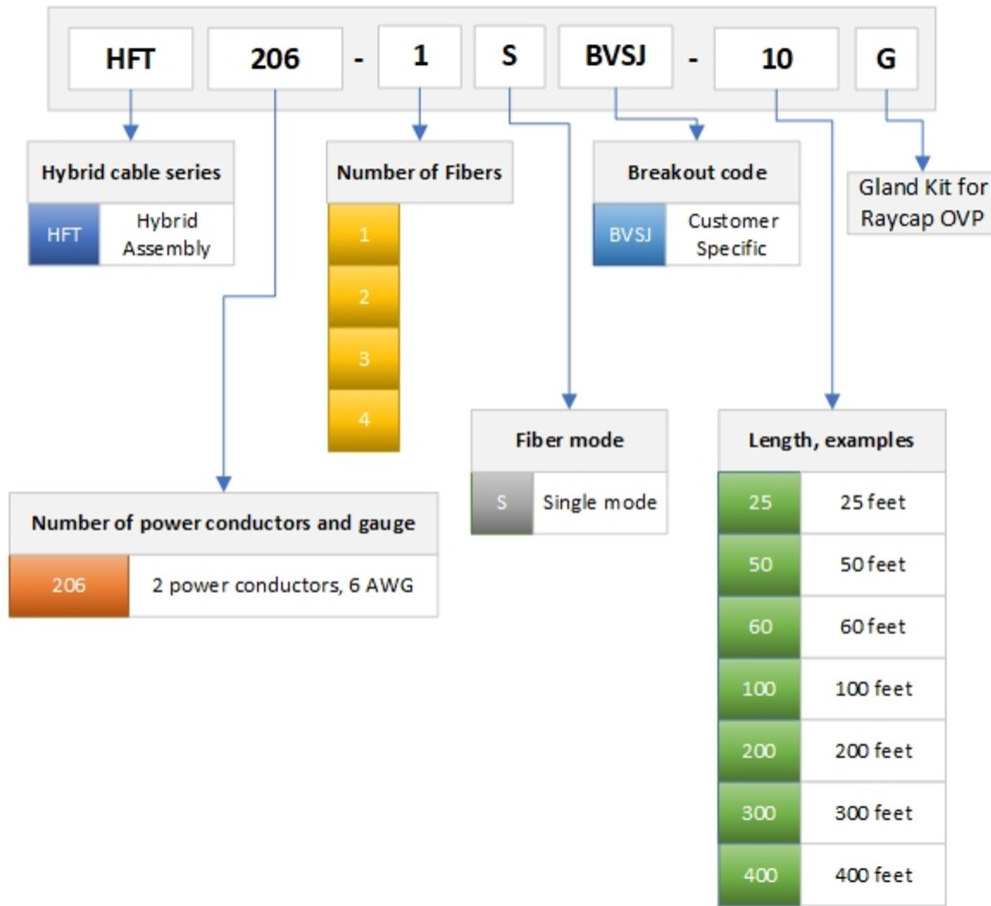 HFT 206 - 1 S BVSJ - 10 G
Hybrid cable series
HFT Hybrid
Assembly
Number of Fibers
1
2
3
4
Breakout code
BVSJ Customer
Specific
Gland Kit for
Raycap OVP
Number of power conductors and gauge
206 2 power conductors, 6 AWG
Fiber mode
S Single mode
Length, examples
25 25 feet
50 50 feet
60 60 feet
100 100 feet
200 200 feet
300 300 feet
400 400 feet